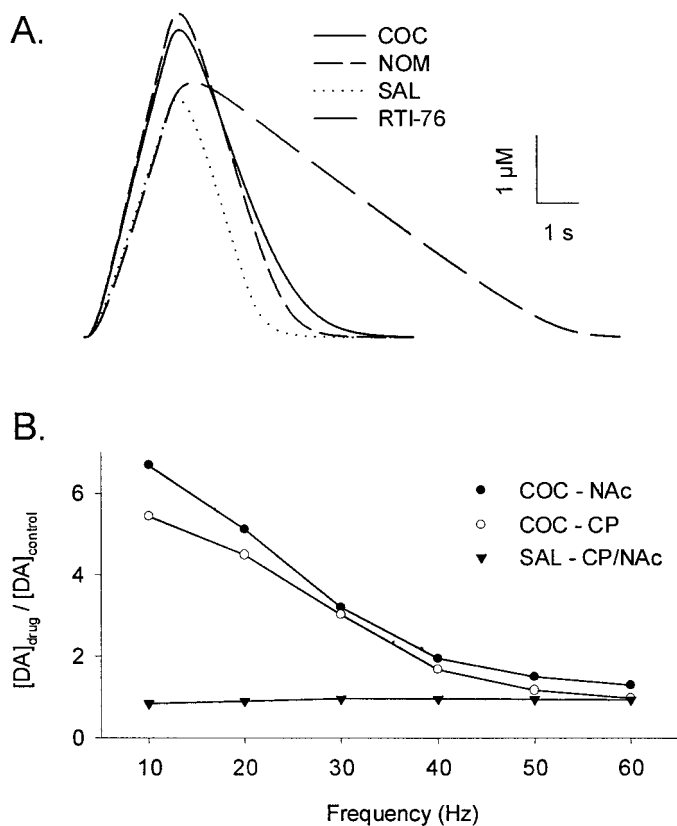 A.
COC
NOM
SAL
RTI-76
1 µM
1 s
B.
[DA]drug / [DA]control
6
4
2
0
COC - NAc
COC - CP
SAL - CP/NAc
10 20 30 40 50 60
Frequency (Hz)